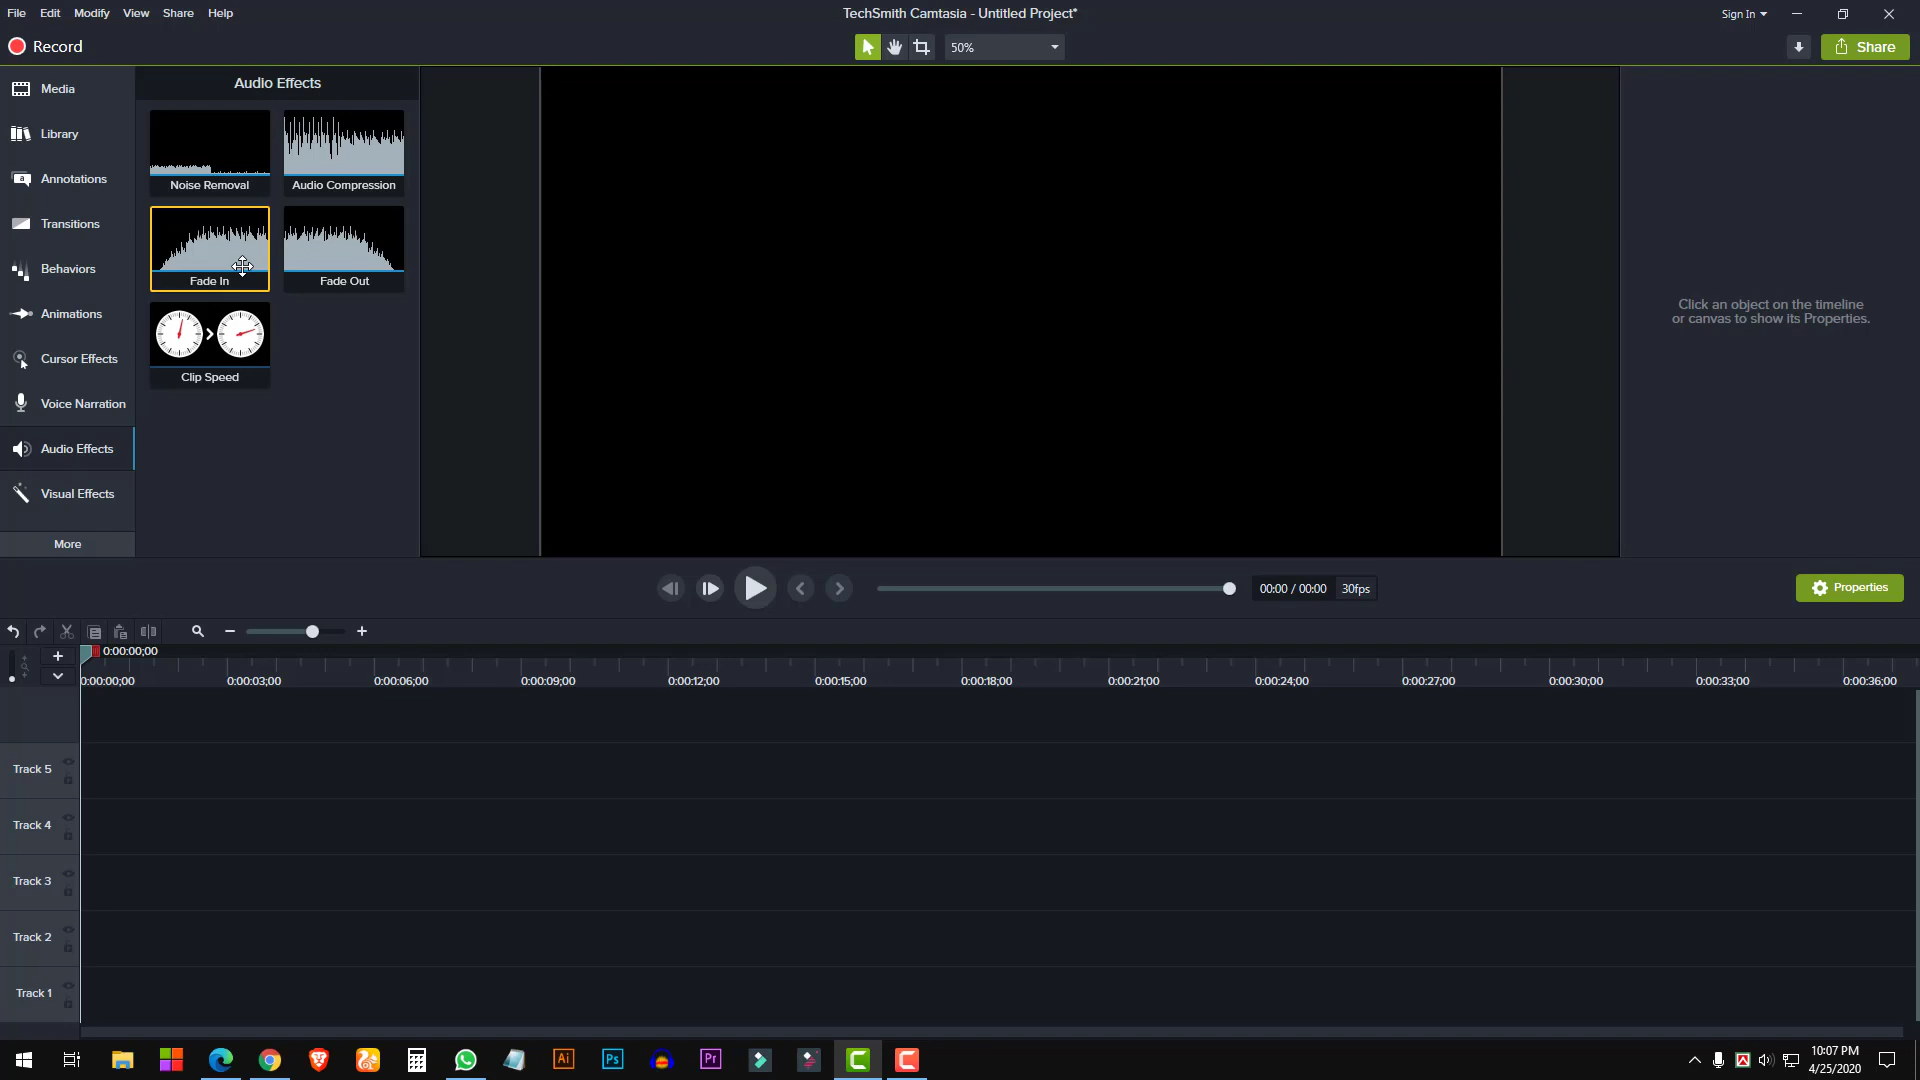 File Edit Modify View Share Help
TechSmith Camtasia - Untitled Project*
Sign In
Record
50%
Share
Media
Library
Annotations
Transitions
Behaviors
Animations
Cursor Effects
Voice Narration
Audio Effects
Visual Effects
More
Audio Effects
Noise Removal
Audio Compression
Fade In
Fade Out
Clip Speed
Click an object on the timeline
or canvas to show its Properties.
00:00 / 00:00
30fps
Properties
0:00:00;00
0:00:00;00 0:00:03;00 0:00:06;00 0:00:09;00 0:00:12;00 0:00:15;00 0:00:18;00 0:00:21;00 0:00:24;00 0:00:27;00 0:00:30;00 0:00:33;00 0:00:36;00
Track 5
Track 4
Track 3
Track 2
Track 1
Ai
Ps
Pr
10:07 PM
4/25/2020